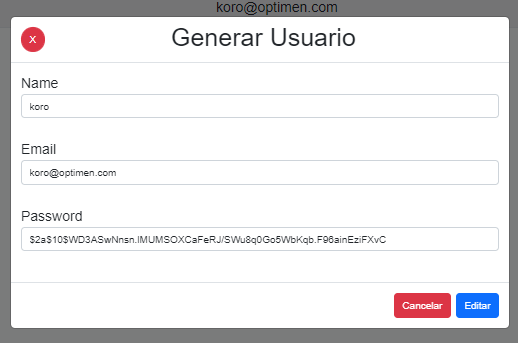 koro@optimen.com
X
Generar Usuario
Name
koro
Email
koro@optimen.com
Password
$2a$10$WD3ASwNnsn.lMUMSOXCaFeRJ/SWu8q0Go5WbKqb.F96ainEziFXvC
Cancelar
Editar